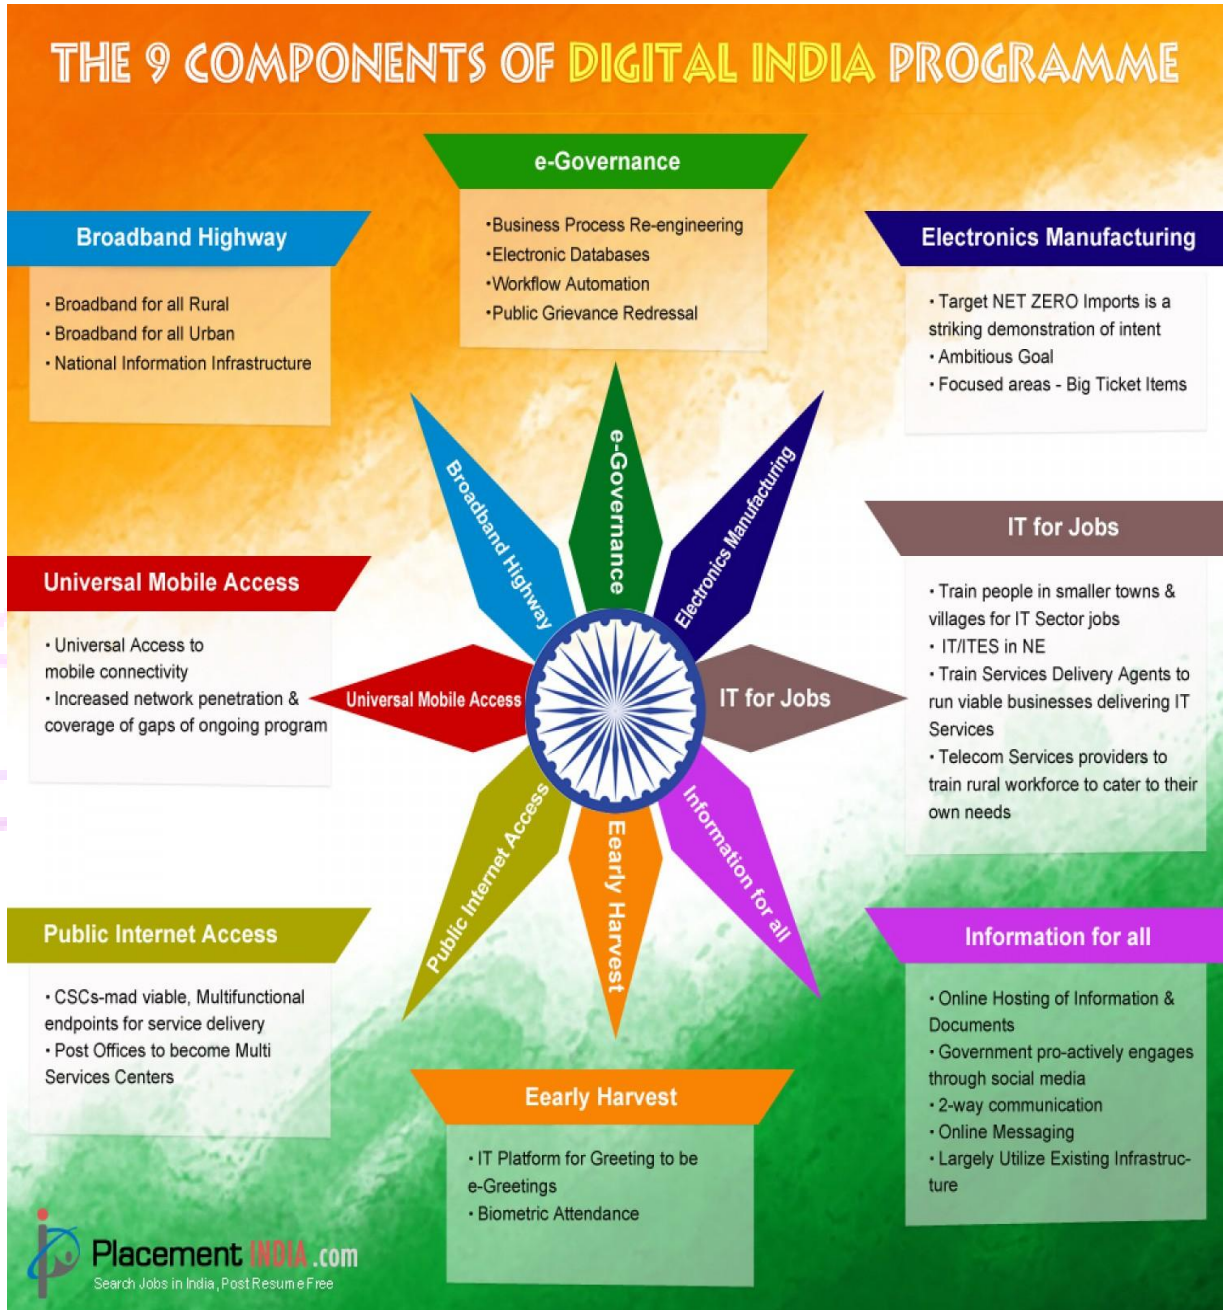 THE 9 COMPONENTS OF DIGITAL INDIA PROGRAMME
e-Governance
•Business Process Re-engineering
•Electronic Databases
•Workflow Automation
•Public Grievance Redressal
Broadband Highway
• Broadband for all Rural
• Broadband for all Urban
• National Information Infrastructure
Electronics Manufacturing
• Target NET ZERO Imports is a
striking demonstration of intent
• Ambitious Goal
• Focused areas - Big Ticket Items
Universal Mobile Access
• Universal Access to
mobile connectivity
• Increased network penetration &
coverage of gaps of ongoing program
IT for Jobs
• Train people in smaller towns &
villages for IT Sector jobs
• IT/ITES in NE
• Train Services Delivery Agents to
run viable businesses delivering IT
Services
• Telecom Services providers to
train rural workforce to cater to their
own needs
Broadband Highway
e-Governance
Electronics Manufacturing
Universal Mobile Access
IT for Jobs
Public Internet Access
Eearly Harvest
Information for all
Public Internet Access
• CSCs-mad viable, Multifunctional
endpoints for service delivery
• Post Offices to become Multi
Services Centers
Information for all
• Online Hosting of Information &
Documents
• Government pro-actively engages
through social media
• 2-way communication
• Online Messaging
• Largely Utilize Existing Infrastruc-
ture
Eearly Harvest
• IT Platform for Greeting to be
e-Greetings
• Biometric Attendance
Placement INDIA.com
Search Jobs in India, Post Resume Free